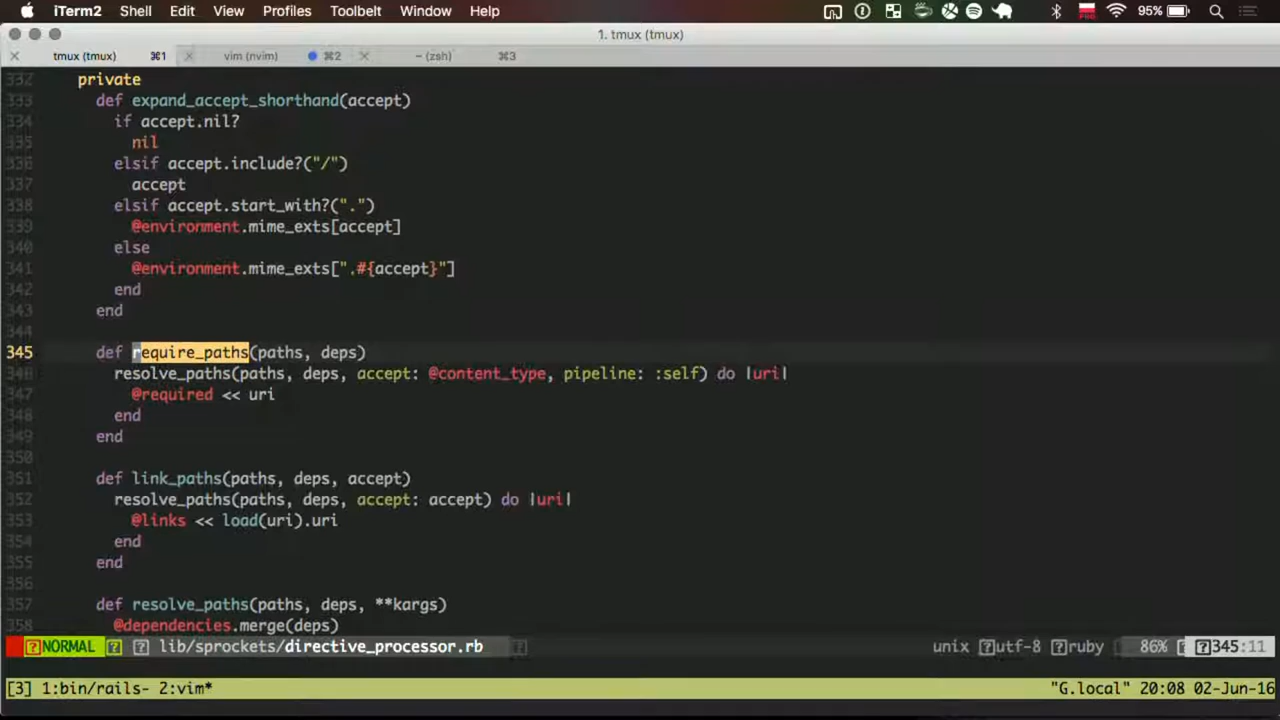 iTerm2 Shell Edit View Profiles Toolbelt Window Help 95%
1. tmux (tmux)
tmux (tmux) ⌘1 vim (nvim) ⌘2 ~ (zsh) ⌘3
332 private
333 def expand_accept_shorthand(accept)
334 if accept.nil?
335 nil
336 elsif accept.include?("/")
337 accept
338 elsif accept.start_with?(".")
339 @environment.mime_exts[accept]
340 else
341 @environment.mime_exts[".#{accept}"]
342 end
343 end
344
345 def require_paths(paths, deps)
346 resolve_paths(paths, deps, accept: @content_type, pipeline: :self) do |uri|
347 @required << uri
348 end
349 end
350
351 def link_paths(paths, deps, accept)
352 resolve_paths(paths, deps, accept: accept) do |uri|
353 @links << load(uri).uri
354 end
355 end
356
357 def resolve_paths(paths, deps, **kargs)
358 @dependencies.merge(deps)
NORMAL lib/sprockets/directive_processor.rb unix utf-8 ruby 86% 345:11
[3] 1:bin/rails- 2:vim* "G.local" 20:08 02-Jun-16